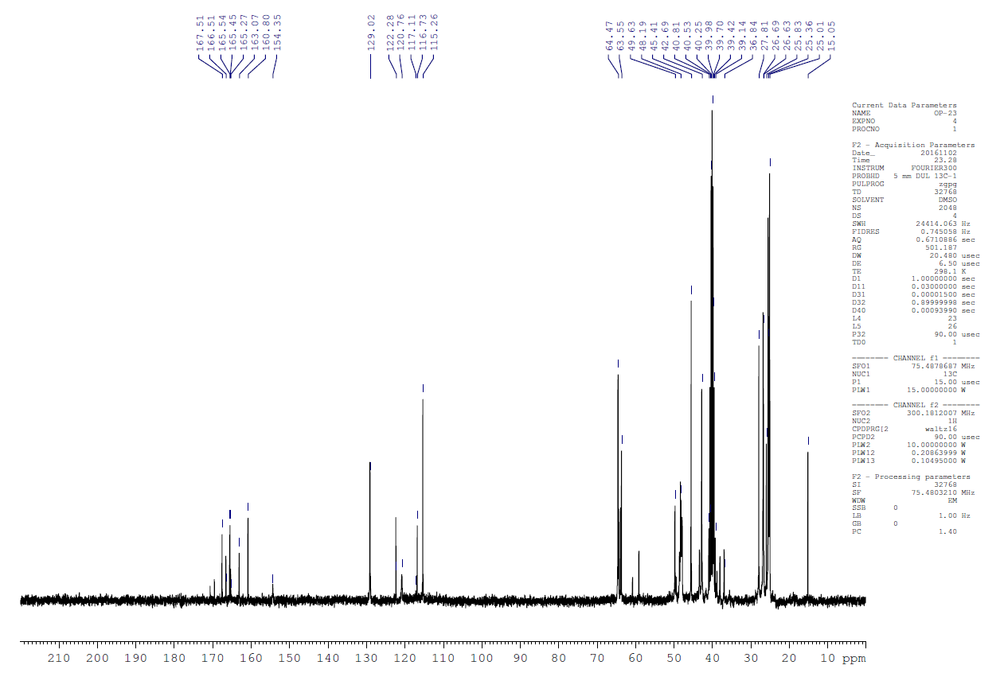 167.51
166.51
165.54
165.45
165.27
163.07
160.80
154.35
129.02
122.28
120.76
117.11
116.73
115.26
64.47
63.55
49.63
48.19
45.41
42.69
40.81
40.53
40.25
39.98
39.70
39.42
39.14
36.84
27.81
26.69
26.63
25.83
25.36
25.01
15.05
Current Data Parameters
NAME OP-23
EXPNO 4
PROCNO 1
F2 - Acquisition Parameters
Date_ 20161102
Time 23.28
INSTRUM FOURIER300
PROBHD 5 mm DUL 13C-1
PULPROG zgpg
TD 32768
SOLVENT DMSO
NS 2048
DS 4
SWH 24414.063 Hz
FIDRES 0.745058 Hz
AQ 0.6710886 sec
RG 501.187
DW 20.480 usec
DE 6.50 usec
TE 298.1 K
D1 1.00000000 sec
D11 0.03000000 sec
D31 0.00001500 sec
D32 0.89999998 sec
D40 0.00093990 sec
L4 23
L5 26
P32 90.00 usec
TD0 1
======== CHANNEL f1 ========
SFO1 75.4878687 MHz
NUC1 13C
P1 15.00 usec
PLW1 15.00000000 W
======== CHANNEL f2 ========
SFO2 300.1812007 MHz
NUC2 1H
CPDPRG[2 waltz16
PCPD2 90.00 usec
PLW2 10.00000000 W
PLW12 0.20863999 W
PLW13 0.10495000 W
F2 - Processing parameters
SI 32768
SF 75.4803210 MHz
WDW EM
SSB 0
LB 1.00 Hz
GB 0
PC 1.40
210 200 190 180 170 160 150 140 130 120 110 100 90 80 70 60 50 40 30 20 10 ppm